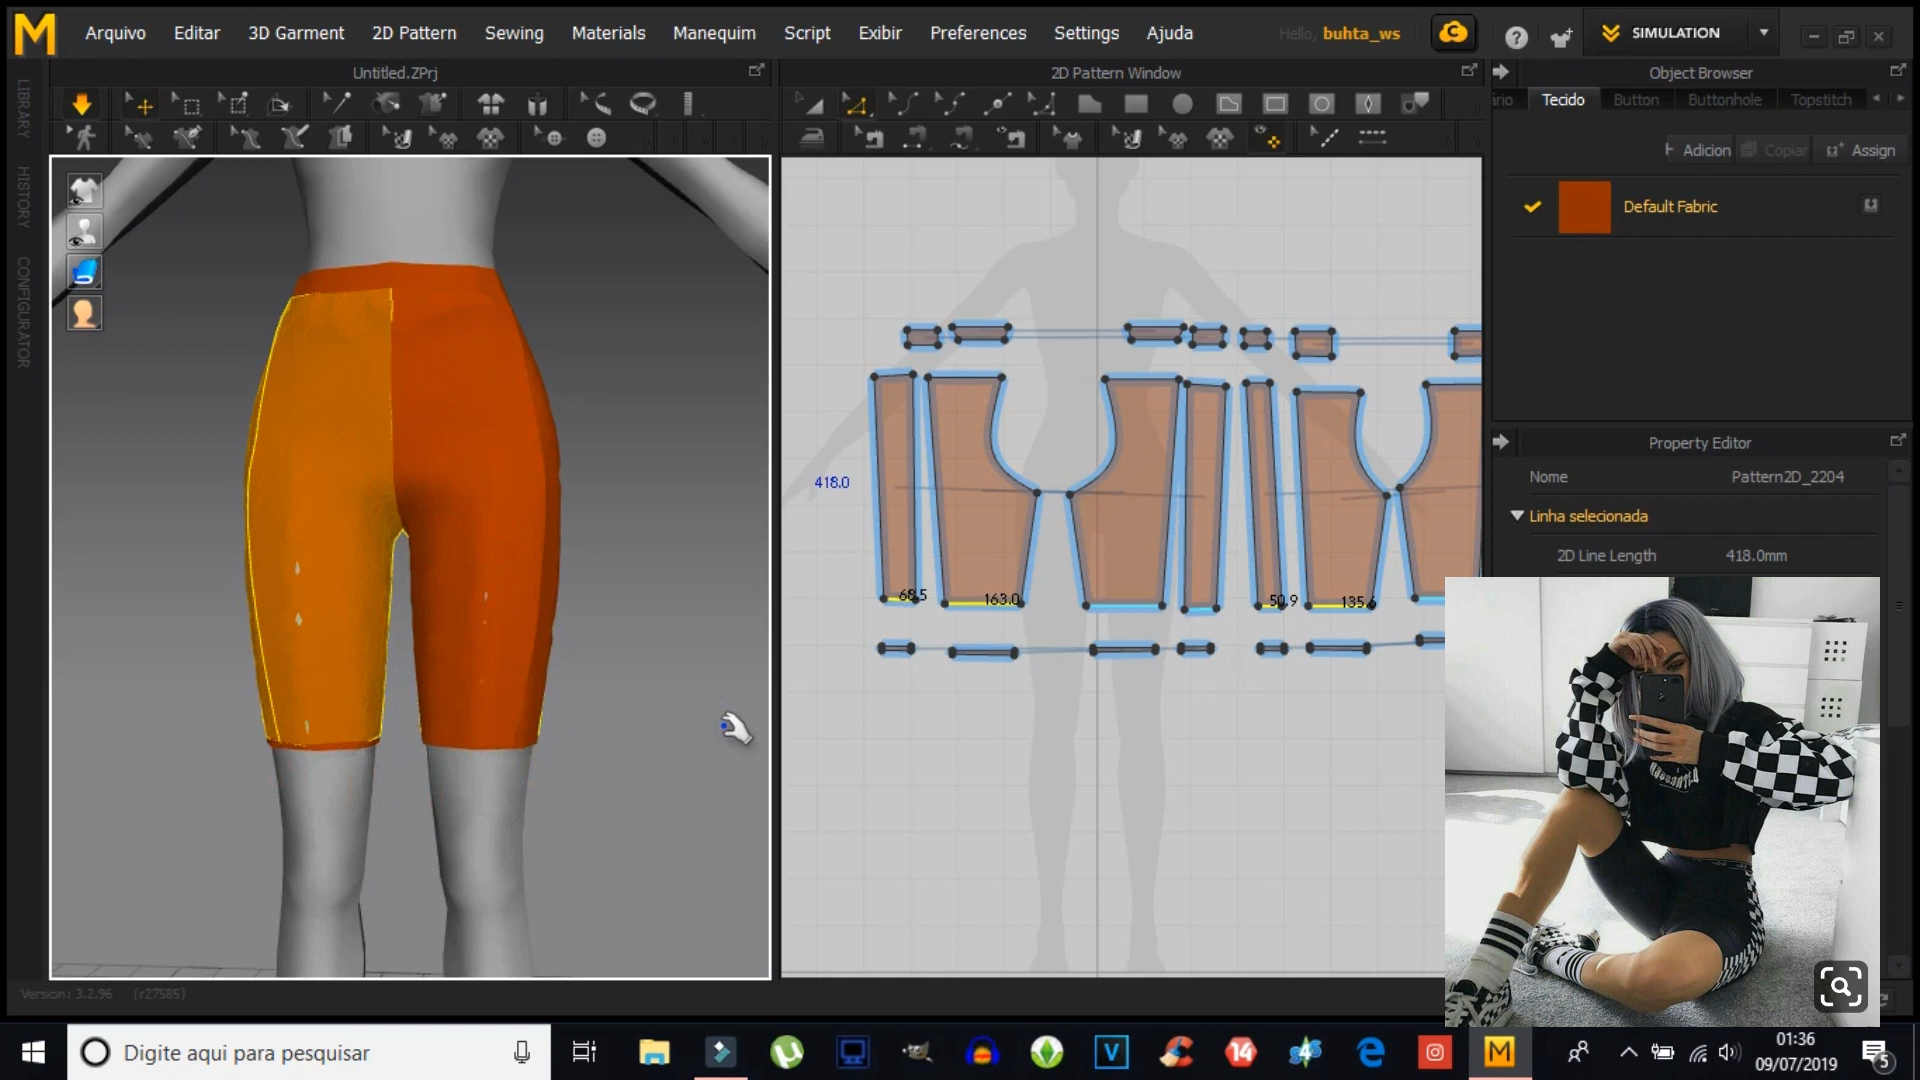 M Arquivo Editar 3D Garment 2D Pattern Sewing Materials Manequim Script Exibir Preferences Settings Ajuda Hello, buhta_ws C ? SIMULATION
Untitled.ZPrj
2D Pattern Window
Object Browser
ário Tecido Button Buttonhole Topstitch
Adicion Copiar Assign
Default Fabric
LIBRARY
HISTORY
CONFIGURATOR
418.0
68.5 163.0 50.9 135.6
Property Editor
Nome Pattern2D_2204
Linha selecionada
2D Line Length 418.0mm
Version: 3.2.96 (r27585)
Digite aqui para pesquisar
V 14 M
01:36
09/07/2019
5